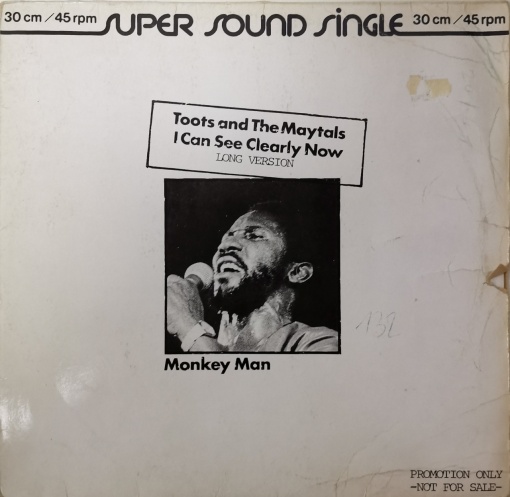 30 cm / 45 rpm SUPER SOUND SINGLE 30 cm / 45 rpm
Toots and The Maytals
I Can See Clearly Now
LONG VERSION
132
Monkey Man
PROMOTION ONLY
-NOT FOR SALE-